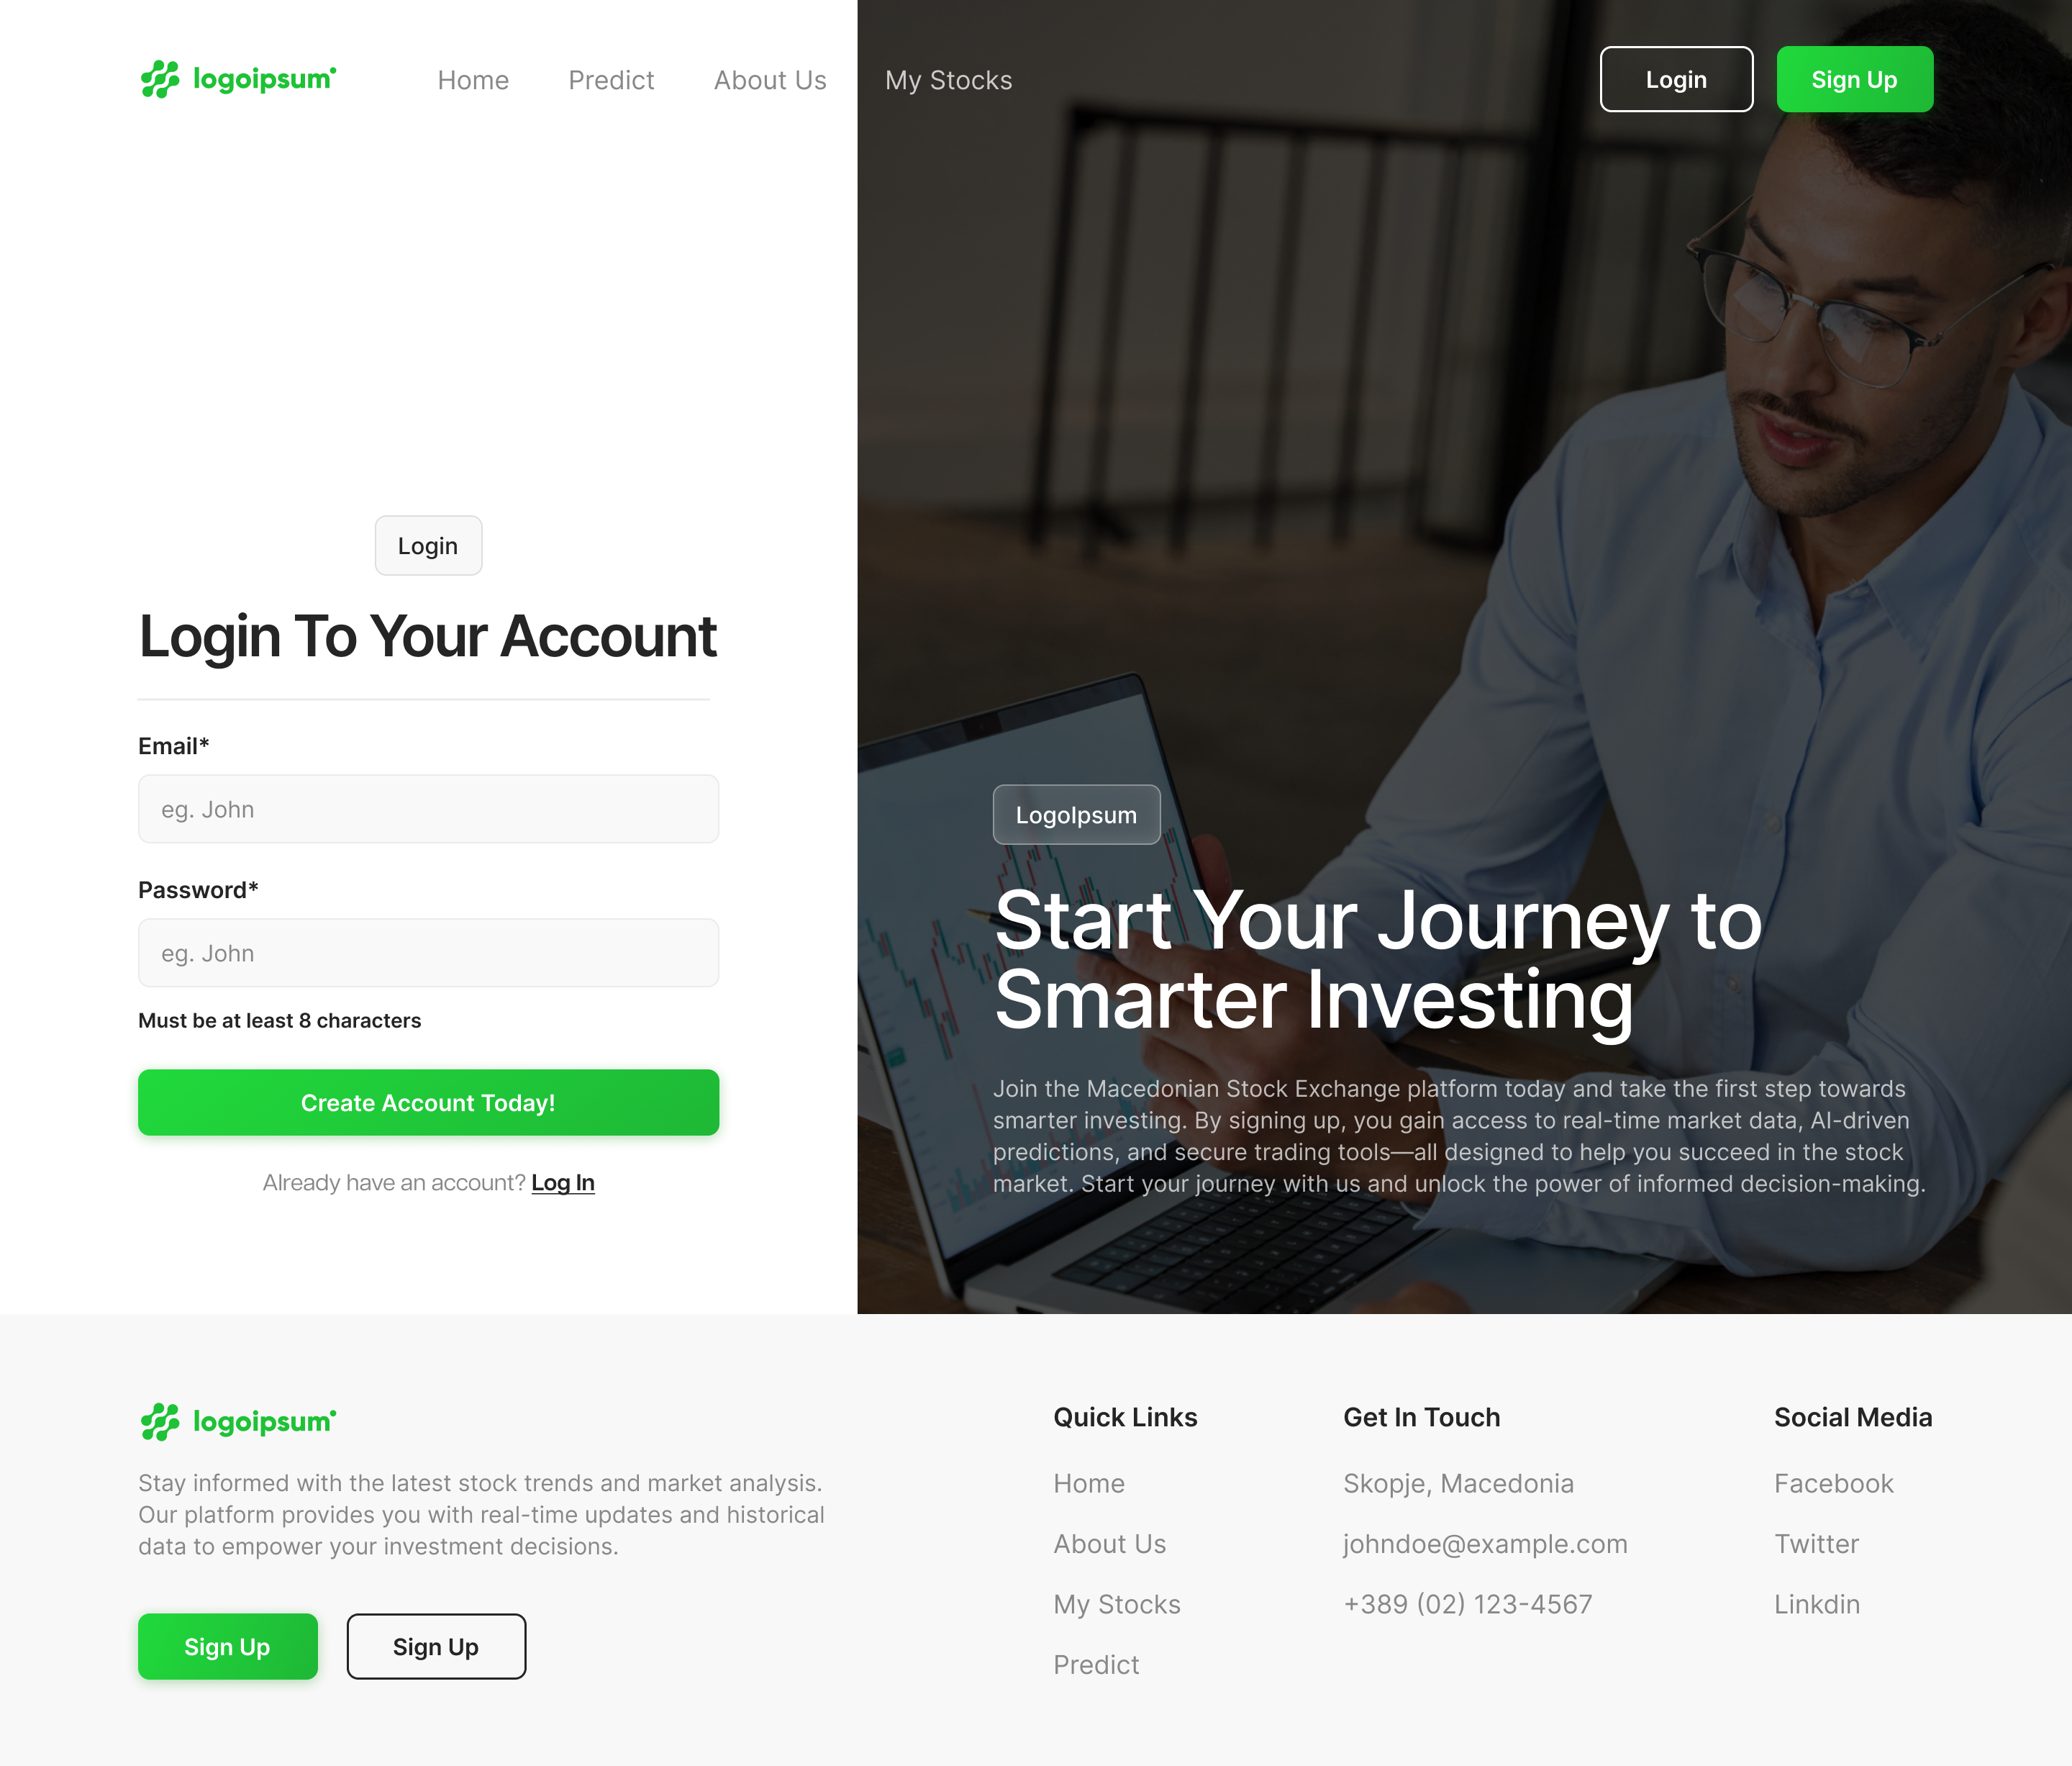 logoipsum
Home
Predict
About Us
My Stocks
Login
Sign Up
Login
Login To Your Account
Email*
eg. John
Password*
eg. John
Must be at least 8 characters
Create Account Today!
Already have an account? Log In
LogoIpsum
Start Your Journey to
Smarter Investing
Join the Macedonian Stock Exchange platform today and take the first step towards
smarter investing. By signing up, you gain access to real-time market data, AI-driven
predictions, and secure trading tools—all designed to help you succeed in the stock
market. Start your journey with us and unlock the power of informed decision-making.
logoipsum
Stay informed with the latest stock trends and market analysis.
Our platform provides you with real-time updates and historical
data to empower your investment decisions.
Sign Up
Sign Up
Quick Links
Home
About Us
My Stocks
Predict
Get In Touch
Skopje, Macedonia
johndoe@example.com
+389 (02) 123-4567
Social Media
Facebook
Twitter
Linkdin